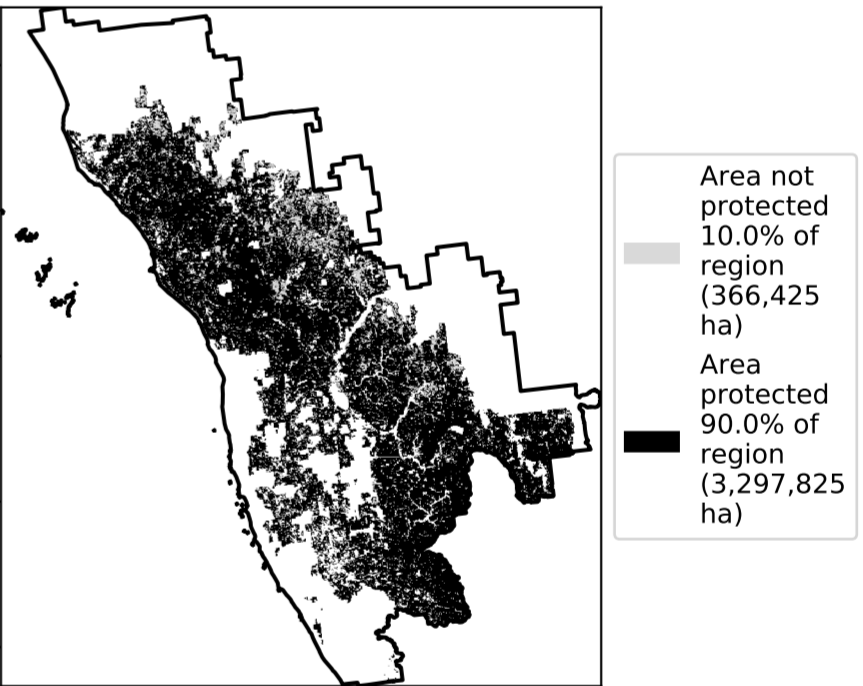 Area not
protected
10.0% of
region
(366,425
ha)
Area
protected
90.0% of
region
(3,297,825
ha)